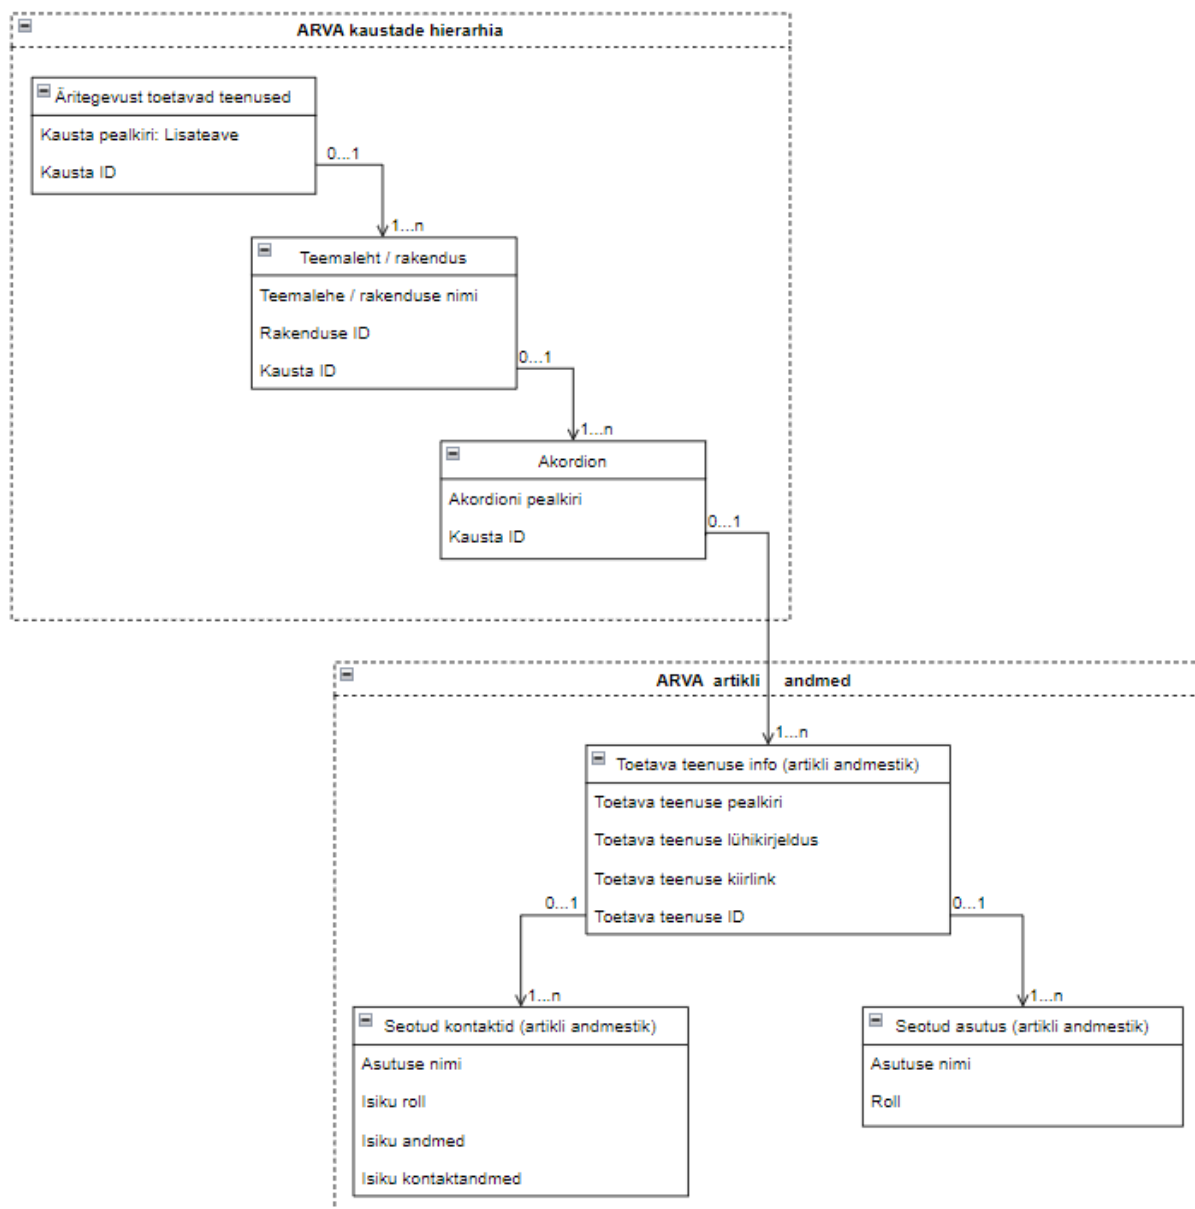 ARVA kaustade hierarhia
Äritegevust toetavad teenused
Kausta pealkiri: Lisateave
Kausta ID
0...1
1...n
Teemaleht / rakendus
Teemalehe / rakenduse nimi
Rakenduse ID
Kausta ID
0...1
1...n
Akordion
Akordioni pealkiri
Kausta ID
0...1
ARVA artikli andmed
1...n
Toetava teenuse info (artikli andmestik)
Toetava teenuse pealkiri
Toetava teenuse lühikirjeldus
Toetava teenuse kiirlink
Toetava teenuse ID
0...1
0...1
1...n
1...n
Seotud kontaktid (artikli andmestik)
Asutuse nimi
Isiku roll
Isiku andmed
Isiku kontaktandmed
Seotud asutus (artikli andmestik)
Asutuse nimi
Roll